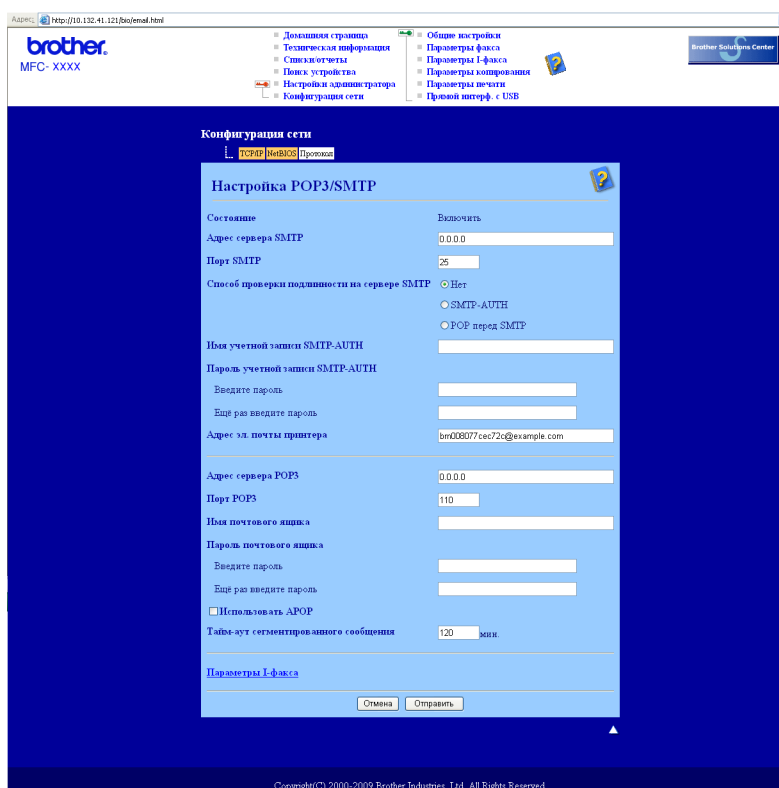 Адрес: http://10.132.41.121/bio/email.html
brother.
MFC- XXXX
Домашняя страница
Техническая информация
Списки/отчеты
Поиск устройства
Настройки администратора
Конфигурация сети
Общие настройки
Параметры факса
Параметры I-факса
Параметры копирования
Параметры печати
Прямой интерф. с USB
Brother Solutions Center
Конфигурация сети
TCP/IP NetBIOS Протокол
Настройка POP3/SMTP
Состояние Включить
Адрес сервера SMTP 0.0.0.0
Порт SMTP 25
Способ проверки подлинности на сервере SMTP Нет
SMTP-AUTH
POP перед SMTP
Имя учетной записи SMTP-AUTH
Пароль учетной записи SMTP-AUTH
Введите пароль
Ещё раз введите пароль
Адрес эл. почты принтера brn008077cec72c@example.com
Адрес сервера POP3 0.0.0.0
Порт POP3 110
Имя почтового ящика
Пароль почтового ящика
Введите пароль
Ещё раз введите пароль
Использовать APOP
Тайм-аут сегментированного сообщения 120 мин.
Параметры I-факса
Отмена Отправить
Copyright(C) 2000-2009 Brother Industries, Ltd. All Rights Reserved.